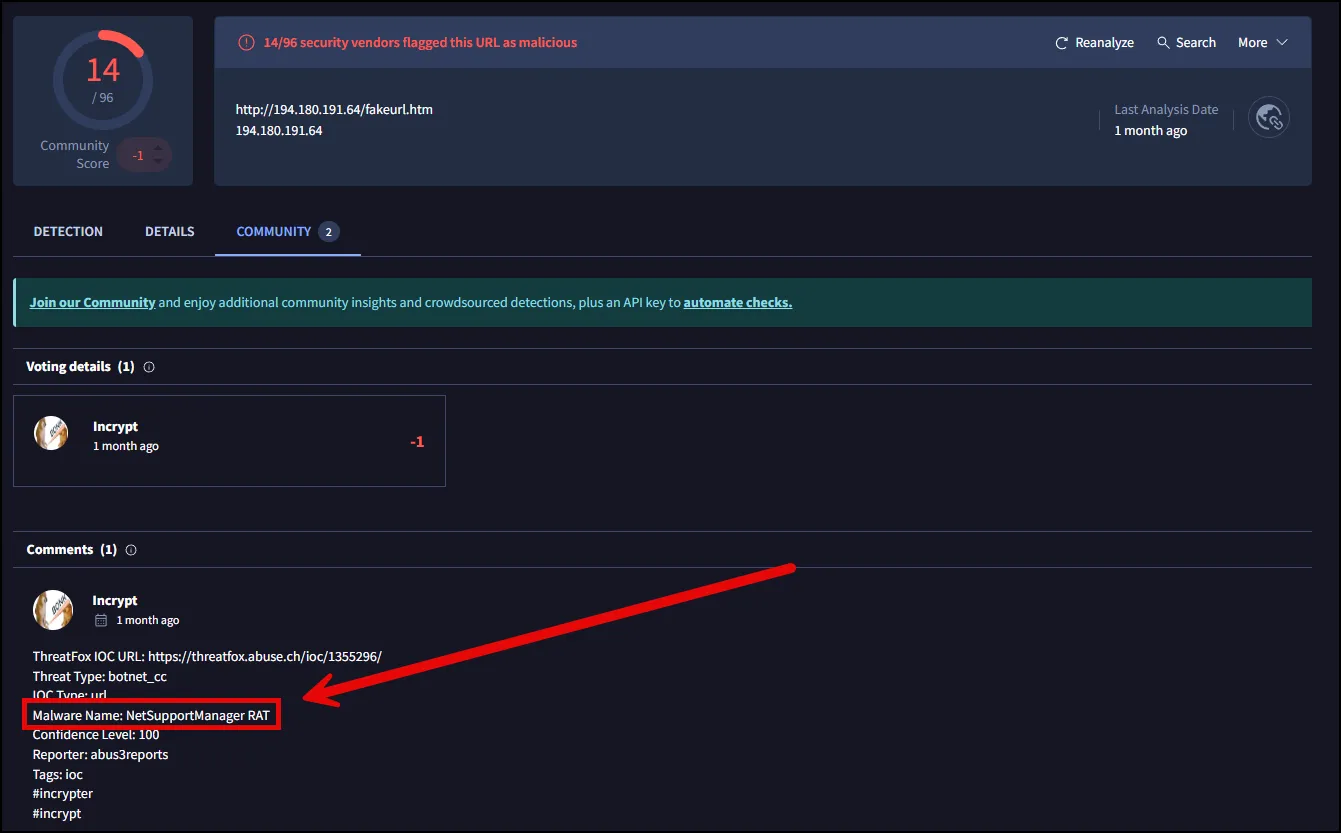 14
/ 96
Community
Score
-1
14/96 security vendors flagged this URL as malicious
Reanalyze
Search
More
http://194.180.191.64/fakeurl.htm
194.180.191.64
Last Analysis Date
1 month ago
DETECTION
DETAILS
COMMUNITY
2
Join our Community and enjoy additional community insights and crowdsourced detections, plus an API key to automate checks.
Voting details (1)
Incrypt
1 month ago
-1
Comments (1)
Incrypt
1 month ago
ThreatFox IOC URL: https://threatfox.abuse.ch/ioc/1355296/
Threat Type: botnet_cc
IOC Type: url
Malware Name: NetSupportManager RAT
Confidence Level: 100
Reporter: abus3reports
Tags: ioc
#incrypter
#incrypt